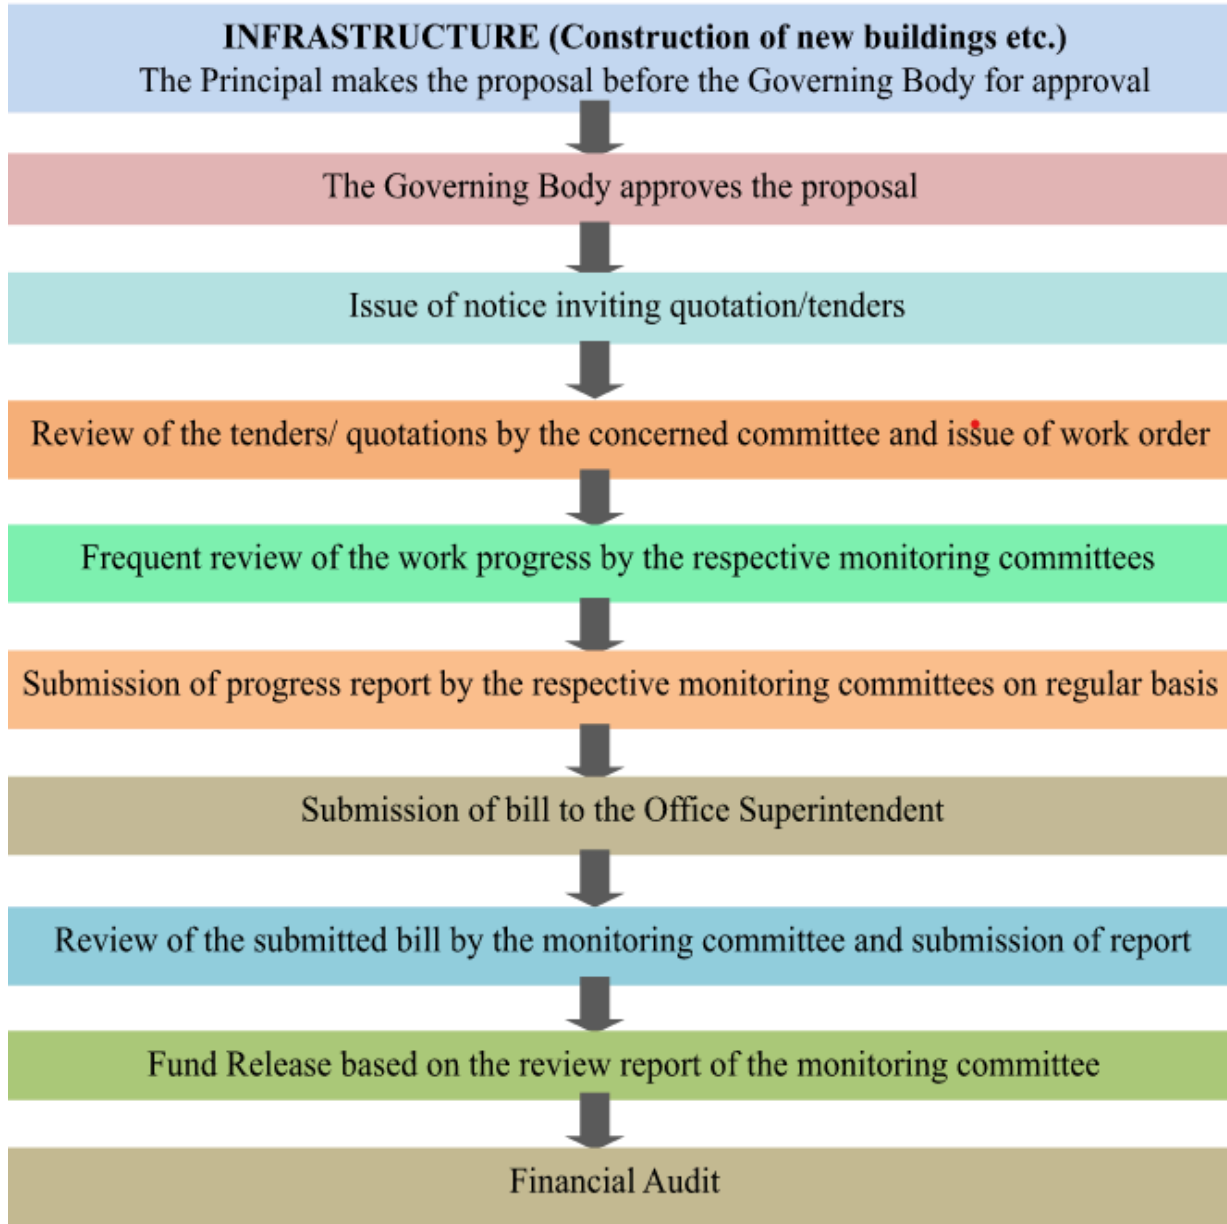 INFRASTRUCTURE (Construction of new buildings etc.)
The Principal makes the proposal before the Governing Body for approval
The Governing Body approves the proposal
Issue of notice inviting quotation/tenders
Review of the tenders/ quotations by the concerned committee and issue of work order
Frequent review of the work progress by the respective monitoring committees
Submission of progress report by the respective monitoring committees on regular basis
Submission of bill to the Office Superintendent
Review of the submitted bill by the monitoring committee and submission of report
Fund Release based on the review report of the monitoring committee
Financial Audit